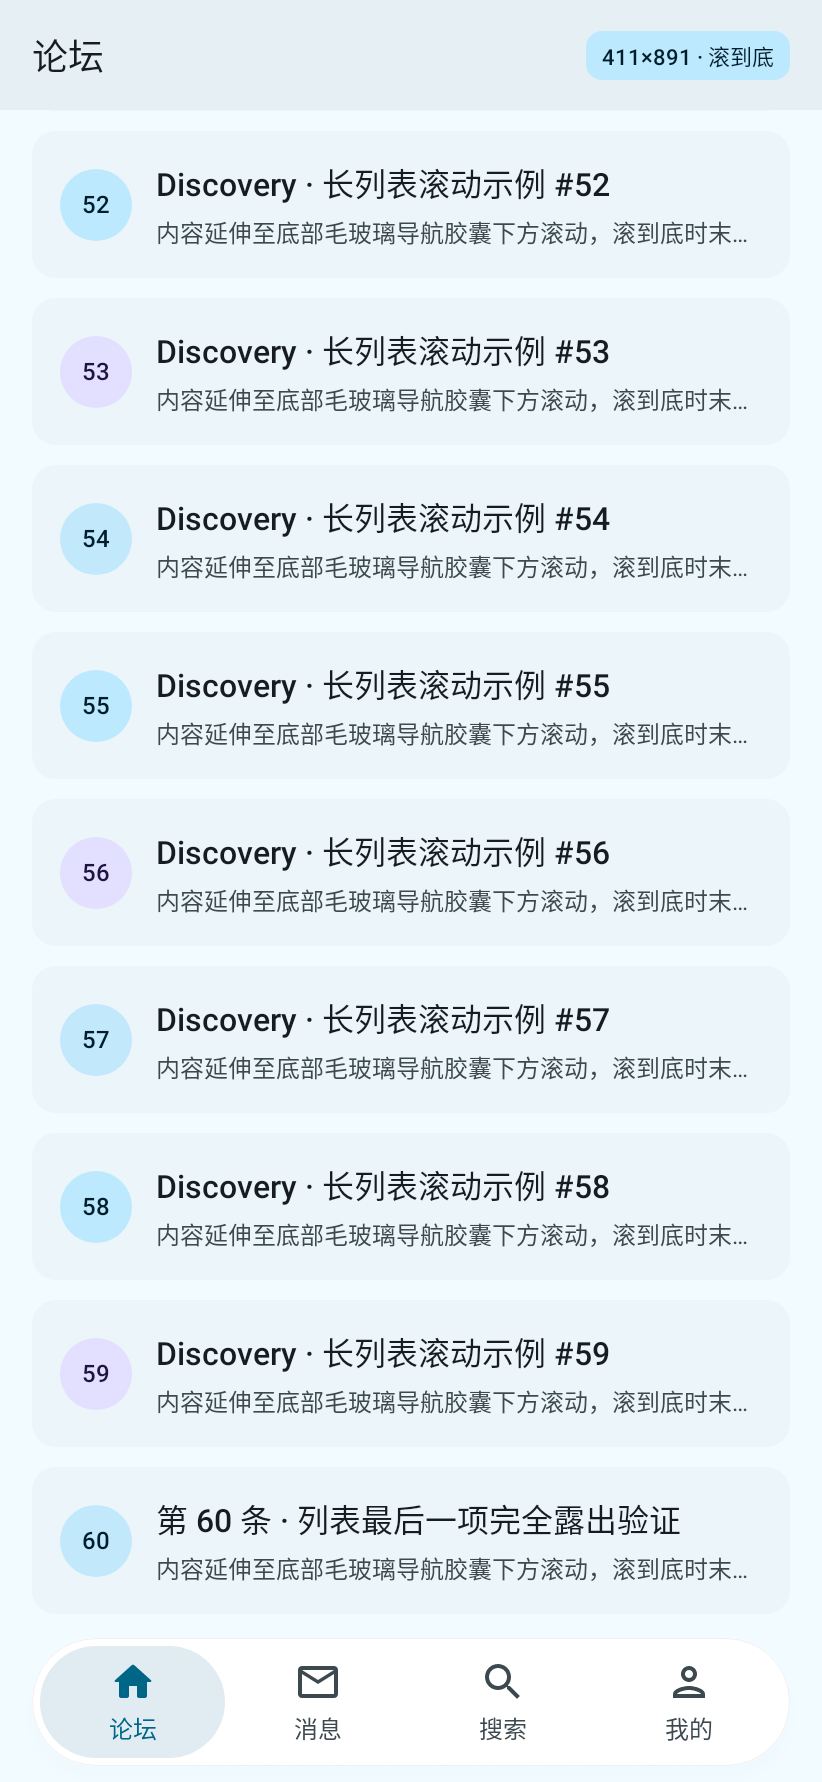 论坛
411×891 · 滚到底
52
Discovery · 长列表滚动示例 #52
内容延伸至底部毛玻璃导航胶囊下方滚动，滚到底时末...
53
Discovery · 长列表滚动示例 #53
内容延伸至底部毛玻璃导航胶囊下方滚动，滚到底时末...
54
Discovery · 长列表滚动示例 #54
内容延伸至底部毛玻璃导航胶囊下方滚动，滚到底时末...
55
Discovery · 长列表滚动示例 #55
内容延伸至底部毛玻璃导航胶囊下方滚动，滚到底时末...
56
Discovery · 长列表滚动示例 #56
内容延伸至底部毛玻璃导航胶囊下方滚动，滚到底时末...
57
Discovery · 长列表滚动示例 #57
内容延伸至底部毛玻璃导航胶囊下方滚动，滚到底时末...
58
Discovery · 长列表滚动示例 #58
内容延伸至底部毛玻璃导航胶囊下方滚动，滚到底时末...
59
Discovery · 长列表滚动示例 #59
内容延伸至底部毛玻璃导航胶囊下方滚动，滚到底时末...
60
第 60 条 · 列表最后一项完全露出验证
内容延伸至底部毛玻璃导航胶囊下方滚动，滚到底时末...
论坛
消息
搜索
我的